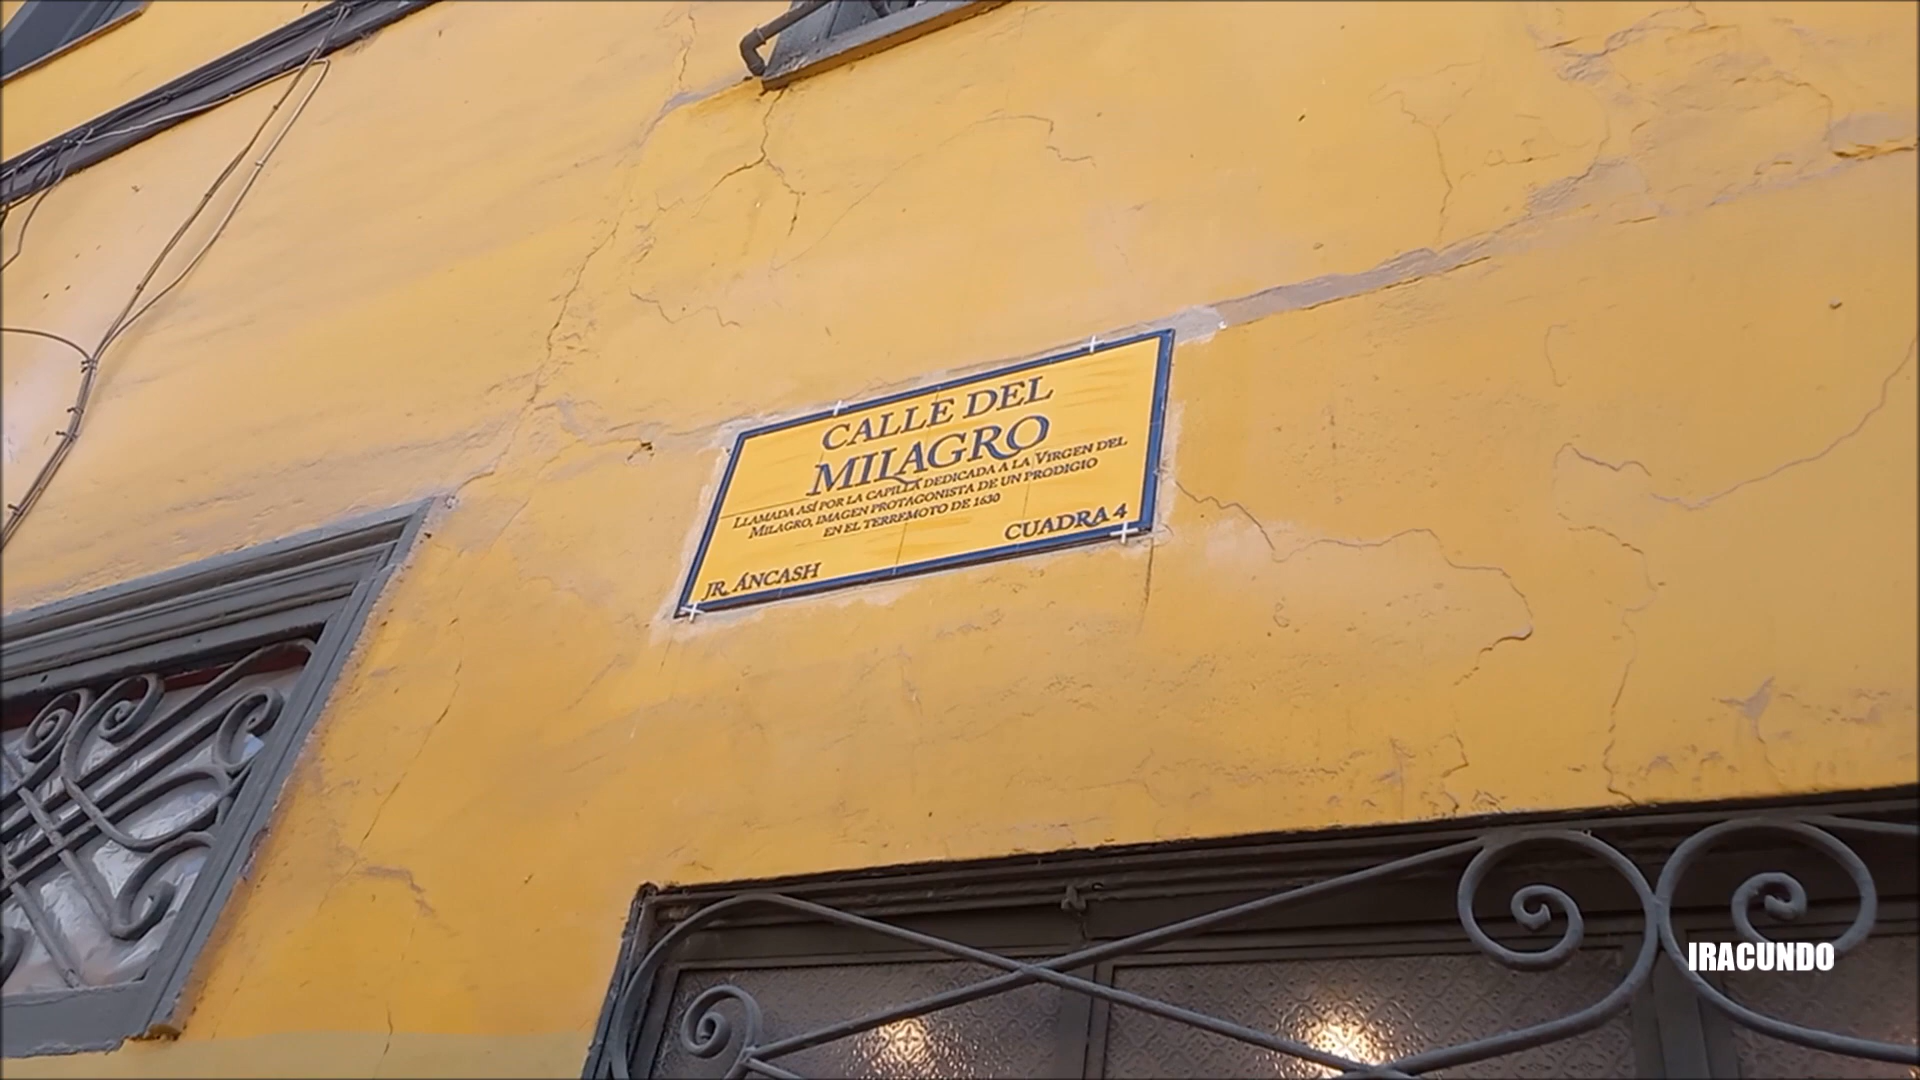 CALLE DEL
MILAGRO
LLAMADA ASÍ POR LA CAPILLA DEDICADA A LA VIRGEN DEL
MILAGRO, IMAGEN PROTAGONISTA DE UN PRODIGIO
EN EL TERREMOTO DE 1630
CUADRA 4
JR. ÁNCASH
IRACUNDO